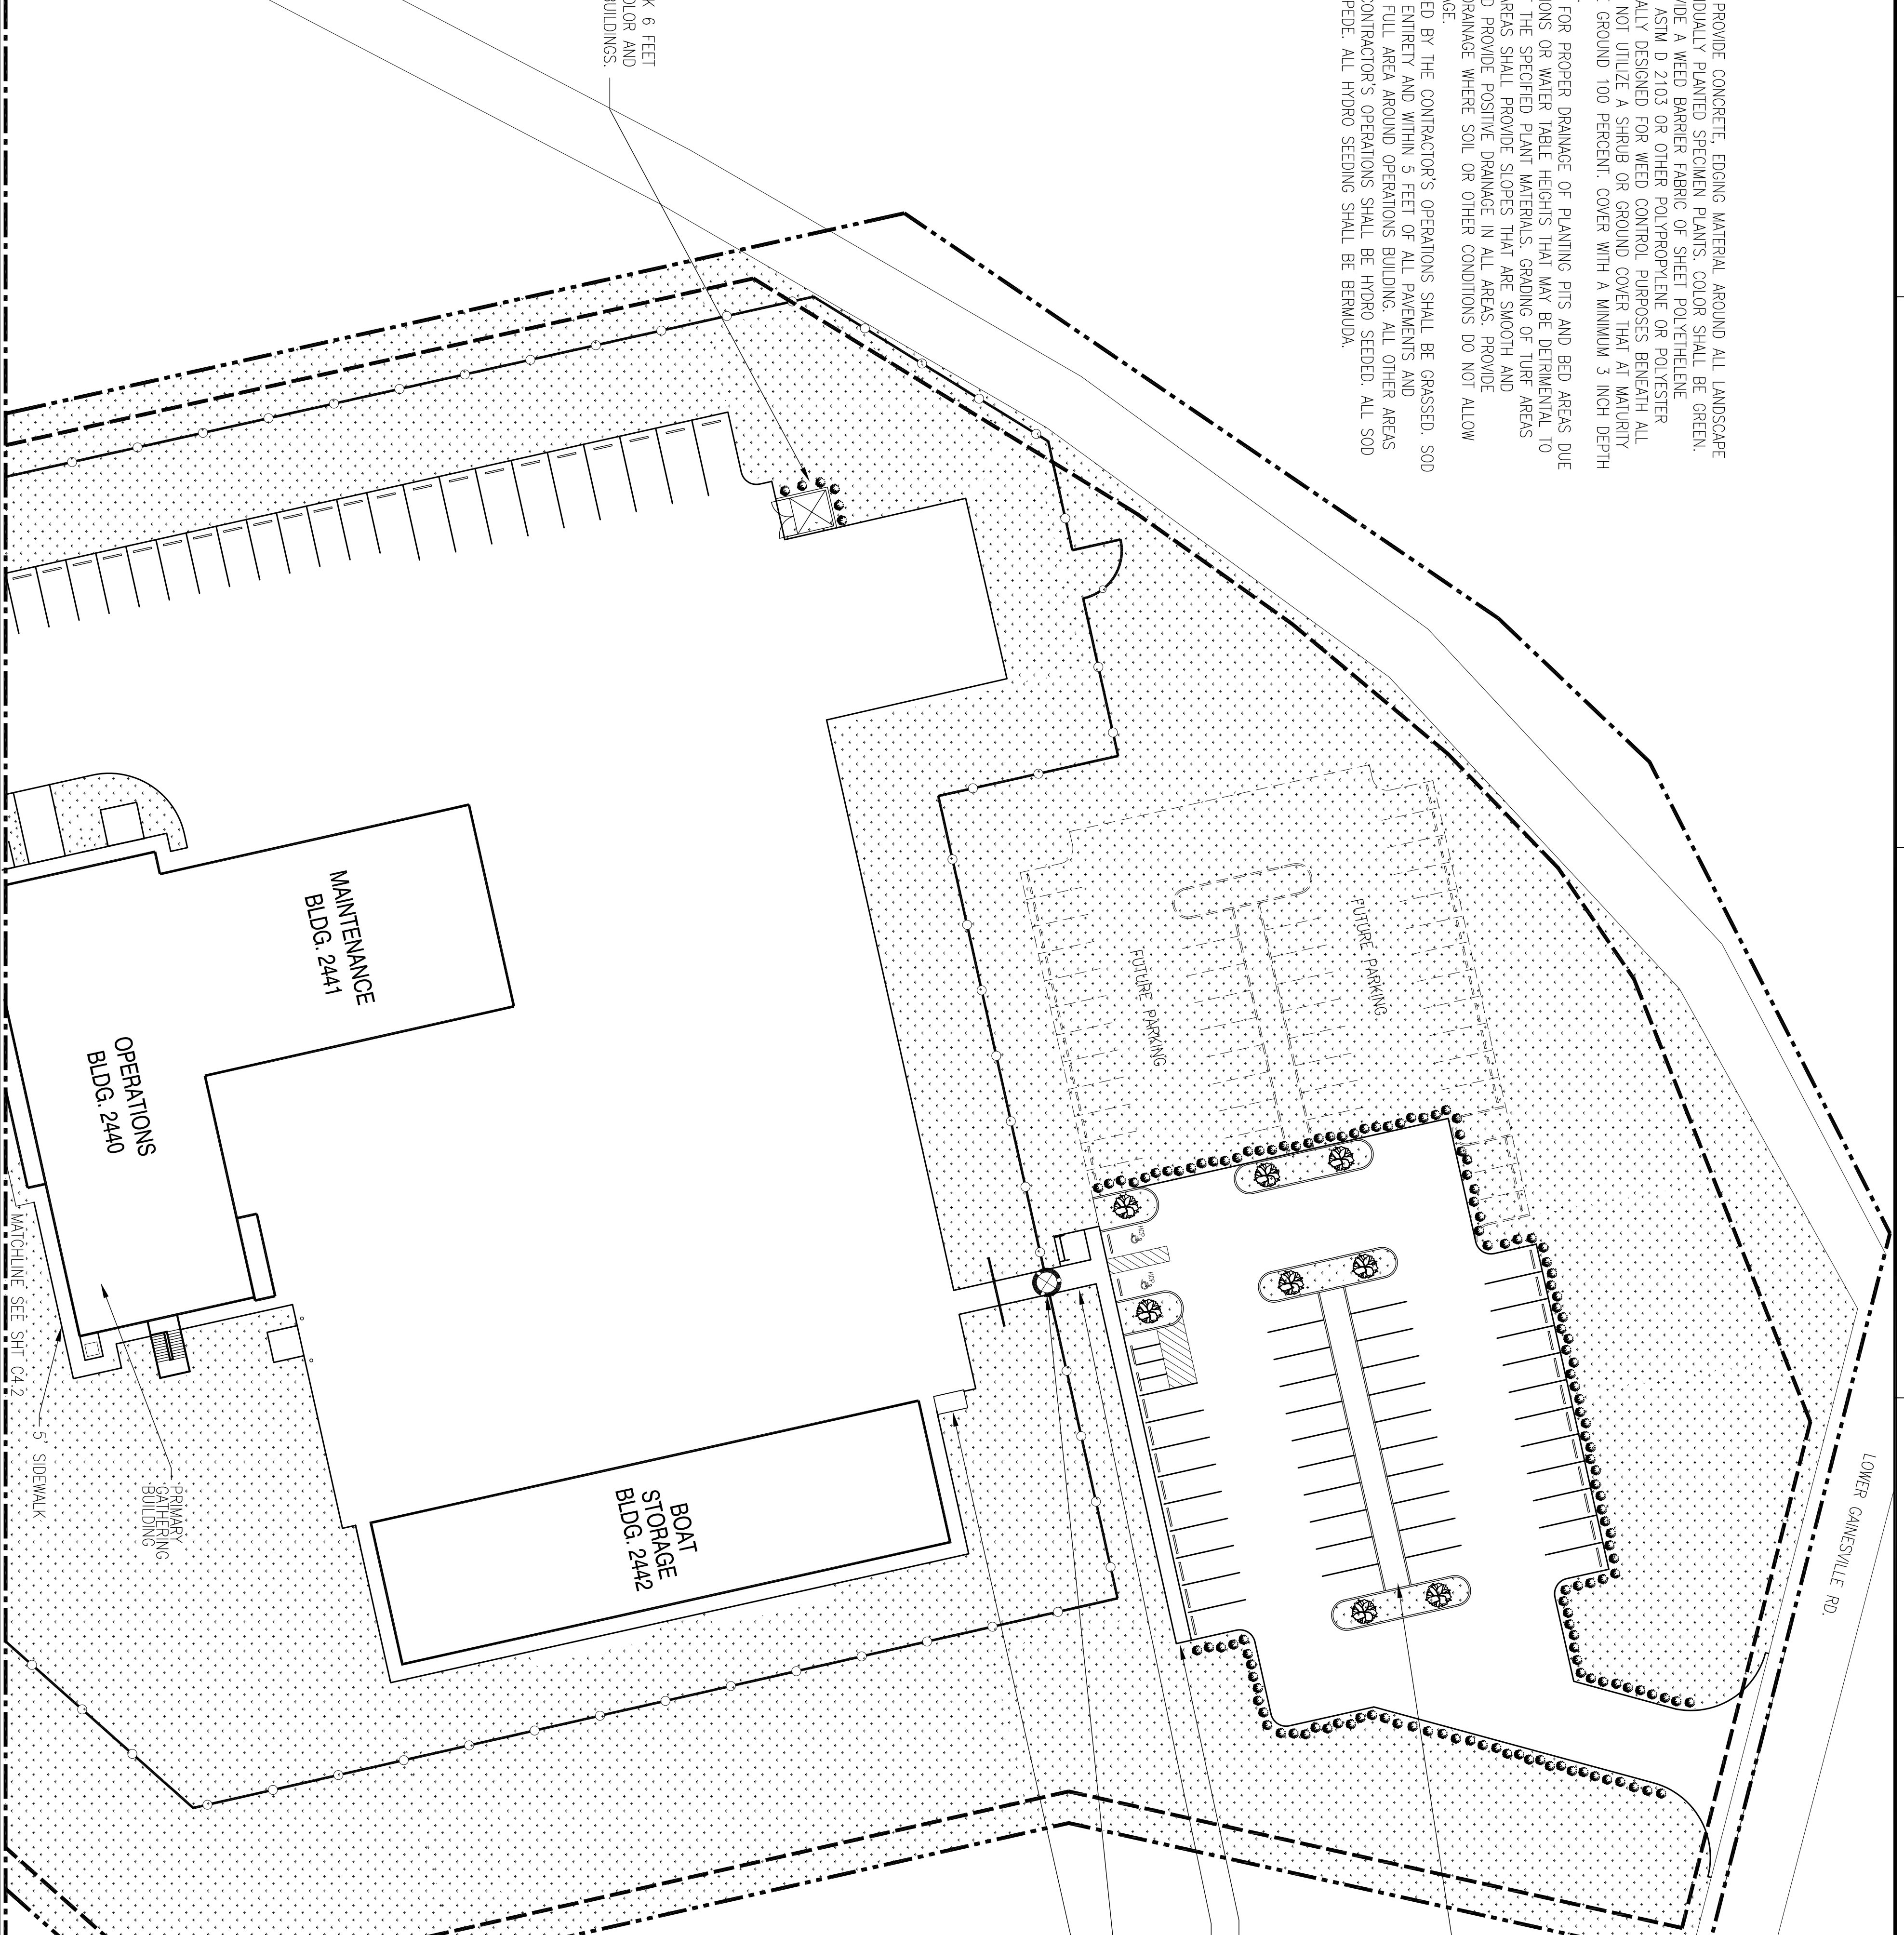 PROVIDE CONCRETE, EDGING MATERIAL AROUND ALL LANDSCAPE
PLANTED SPECIMEN PLANTS. COLOR SHALL BE GREEN.
A WEED BARRIER FABRIC OF SHEET POLYETHELENE
ASTM D 2103 OR OTHER POLYPROPYLENE OR POLYESTER
DESIGNED FOR WEED CONTROL PURPOSES BENEATH ALL
NOT UTILIZE A SHRUB OR GROUND COVER THAT AT MATURITY
GROUND 100 PERCENT. COVER WITH A MINIMUM 3 INCH DEPTH
FOR PROPER DRAINAGE OF PLANTING PITS AND BED AREAS DUE
OR WATER TABLE HEIGHTS THAT MAY BE DETRIMENTAL TO
THE SPECIFIED PLANT MATERIALS. GRADING OF TURF AREAS
AREAS SHALL PROVIDE SLOPES THAT ARE SMOOTH AND
PROVIDE POSITIVE DRAINAGE IN ALL AREAS. PROVIDE
DRAINAGE WHERE SOIL OR OTHER CONDITIONS DO NOT ALLOW
BY THE CONTRACTOR'S OPERATIONS SHALL BE GRASSED. SOD
ENTIRETY AND WITHIN 5 FEET OF ALL PAVEMENTS AND
FULL AREA AROUND OPERATIONS BUILDING. ALL OTHER AREAS
CONTRACTOR'S OPERATIONS SHALL BE HYDRO SEEDED. ALL SOD
ALL HYDRO SEEDING SHALL BE BERMUDA.
6 FEET
AND
BUILDINGS.
LOWER GAINESVILLE RD.
FUTURE PARKING
FUTURE PARKING
HCP
HCP
BOAT
STORAGE
BLDG. 2442
MAINTENANCE
BLDG. 2441
OPERATIONS
BLDG. 2440
PRIMARY
GATHERING
BUILDING
5' SIDEWALK
MATCHLINE SEE SHT C4.2